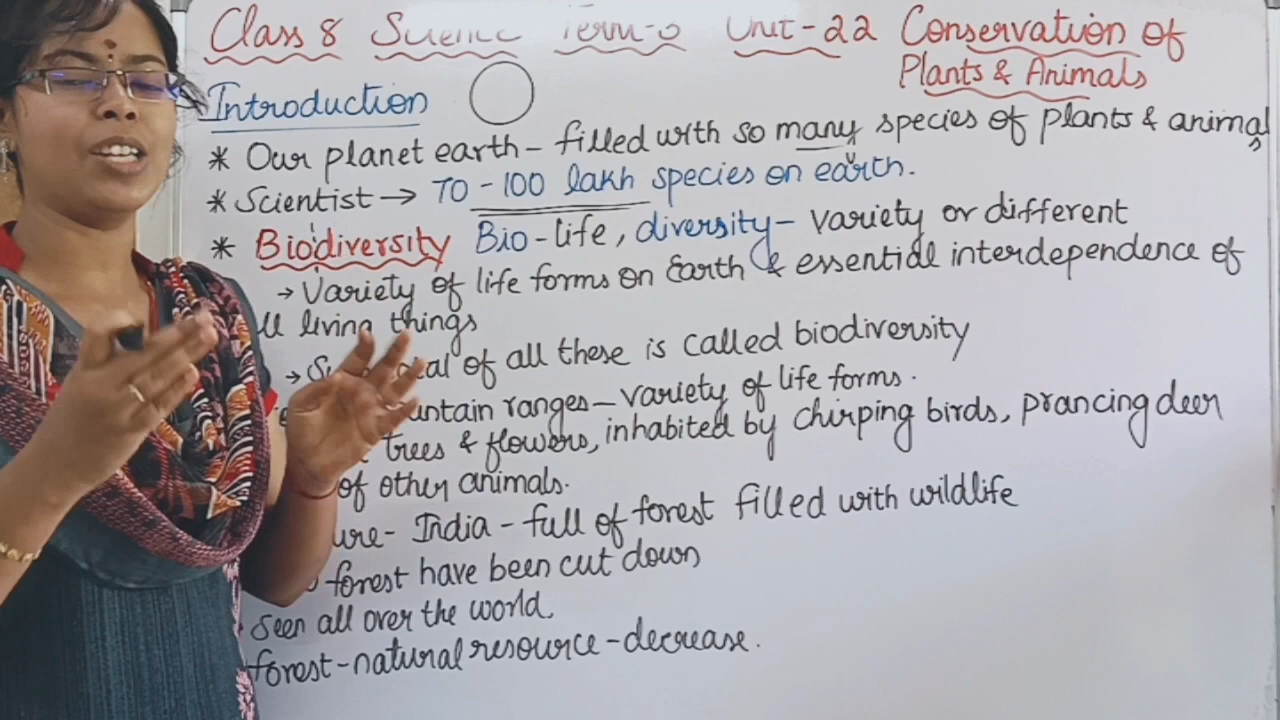 Class 8 Science Term-3 Unit-22 Conservation of
Plants & Animals
Introduction
* Our planet earth - filled with so many species of plants & animals
* Scientist → 70-100 lakh species on earth.
* Biodiversity Bio-life, diversity- variety or different
→ Variety of life forms on Earth & essential interdependence of
living things
→ of all these is called biodiversity
ranges - variety of life forms.
trees & flowers, inhabited by chirping birds, prancing deer
of other animals.
India - full of forest filled with wildlife
forest have been cut down
seen all over the world.
forest-natural resource-decrease.